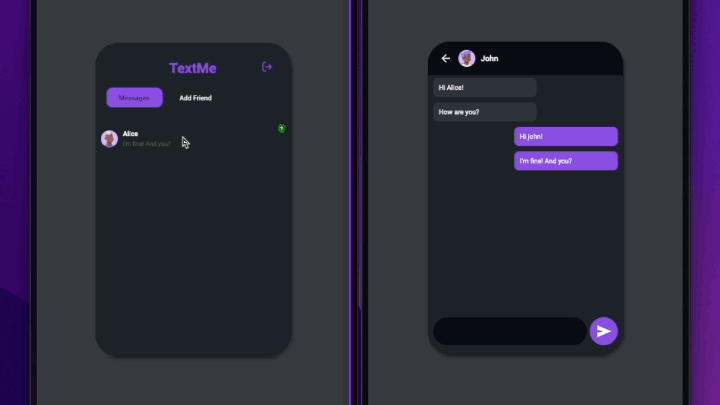 TextMe
Messages
Add Friend
Alice
I'm fine! And you?
John
Hi Alice!
How are you?
Hi john!
I'm fine! And you?